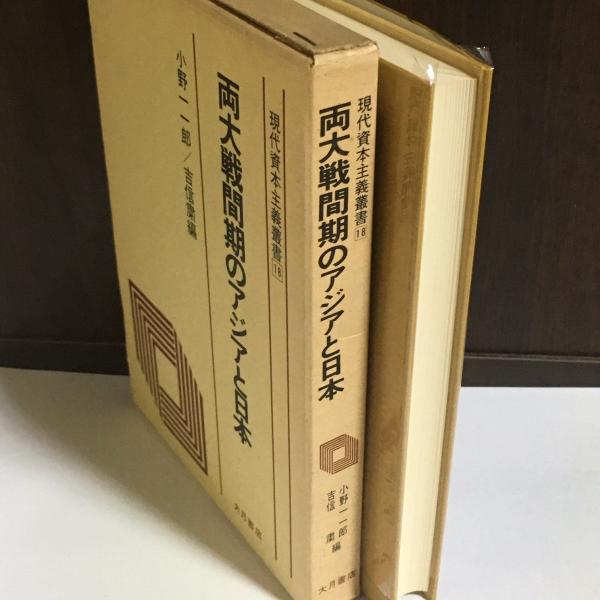 現代資本主義叢書 18
両大戦間期のアジアと日本
小野一一郎/吉信粛編
大月書店
現代資本主義叢書 18
両大戦間期のアジアと日本
小野一一郎
吉信 粛 編
大月書店